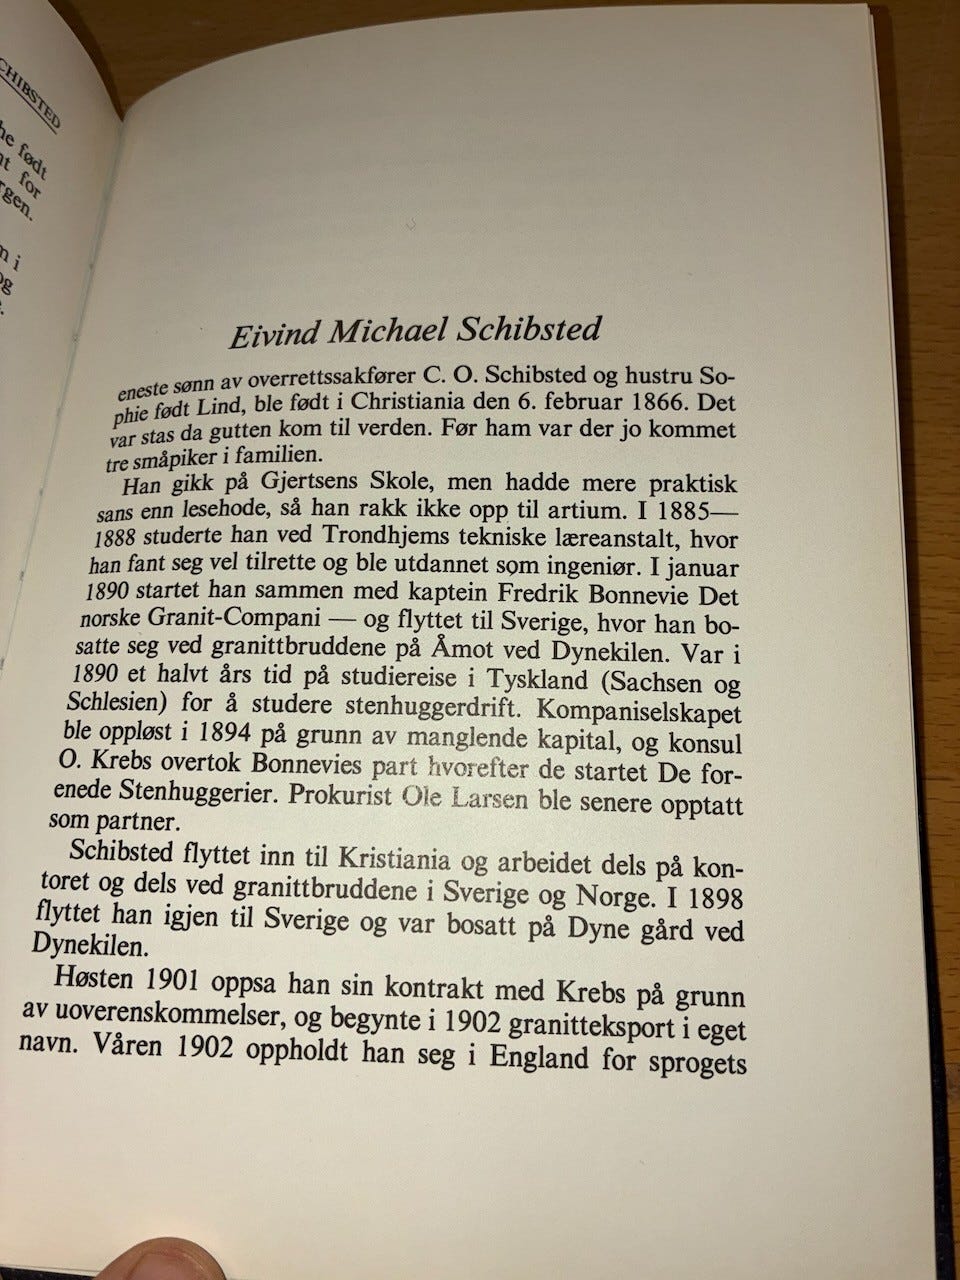 CHIBSTED
he født
nt for
rgen.
m i
og
e.
Eivind Michael Schibsted
eneste sønn av overrettssakfører C. O. Schibsted og hustru So-
phie født Lind, ble født i Christiania den 6. februar 1866. Det
var stas da gutten kom til verden. Før ham var der jo kommet
tre småpiker i familien.
Han gikk på Gjertsens Skole, men hadde mere praktisk
sans enn lesehode, så han rakk ikke opp til artium. I 1885—
1888 studerte han ved Trondhjems tekniske læreanstalt, hvor
han fant seg vel tilrette og ble utdannet som ingeniør. I januar
1890 startet han sammen med kaptein Fredrik Bonnevie Det
norske Granit-Compani — og flyttet til Sverige, hvor han bo-
satte seg ved granittbruddene på Åmot ved Dynekilen. Var i
1890 et halvt års tid på studiereise i Tyskland (Sachsen og
Schlesien) for å studere stenhuggerdrift. Kompaniselskapet
ble oppløst i 1894 på grunn av manglende kapital, og konsul
O. Krebs overtok Bonnevies part hvorefter de startet De for-
enede Stenhuggerier. Prokurist Ole Larsen ble senere opptatt
som partner.
Schibsted flyttet inn til Kristiania og arbeidet dels på kon-
toret og dels ved granittbruddene i Sverige og Norge. I 1898
flyttet han igjen til Sverige og var bosatt på Dyne gård ved
Dynekilen.
Høsten 1901 oppsa han sin kontrakt med Krebs på grunn
av uoverenskommelser, og begynte i 1902 granitteksport i eget
navn. Våren 1902 oppholdt han seg i England for sprogets